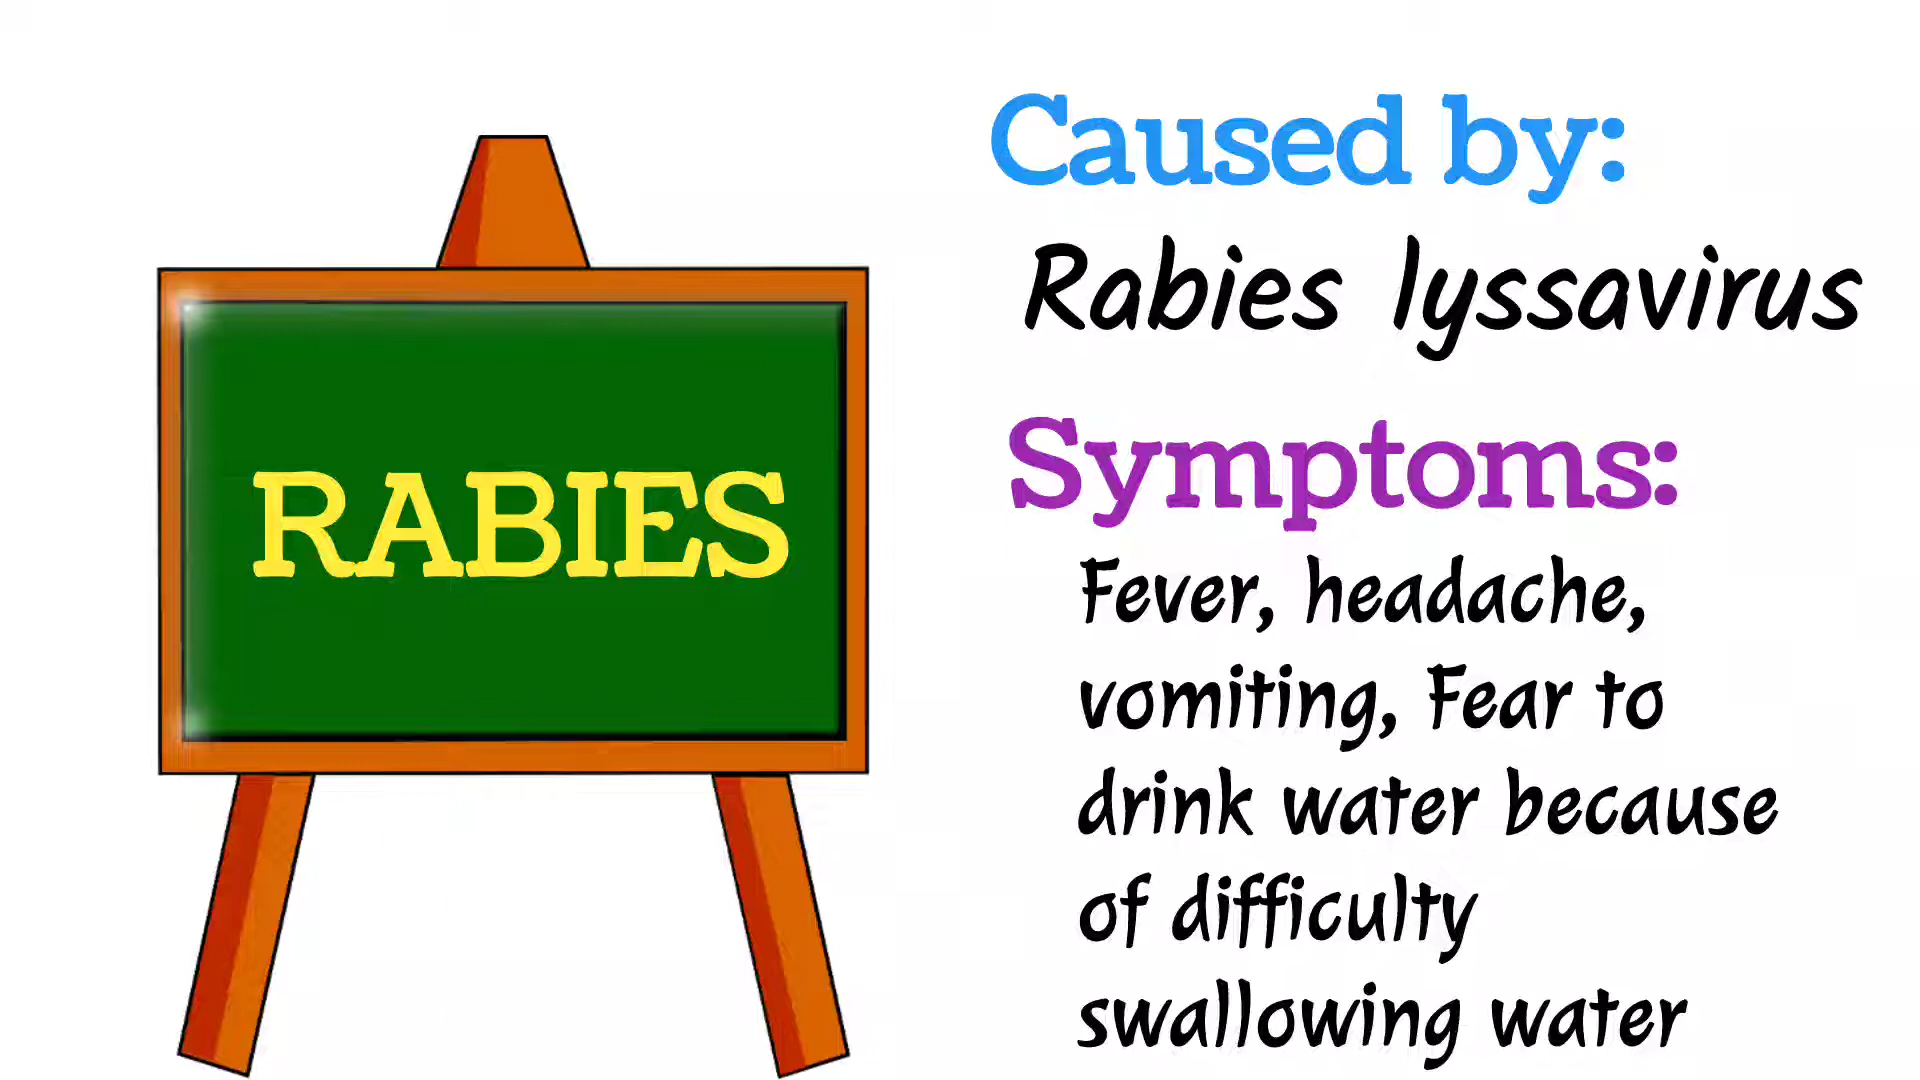 RABIES
Caused by:
Rabies lyssavirus
Symptoms:
Fever, headache,
vomiting, Fear to
drink water because
of difficulty
swallowing water